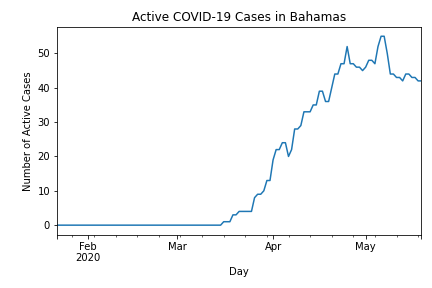 Active COVID-19 Cases in Bahamas
Number of Active Cases
50
40
30
20
10
0
Feb
2020
Mar
Apr
May
Day